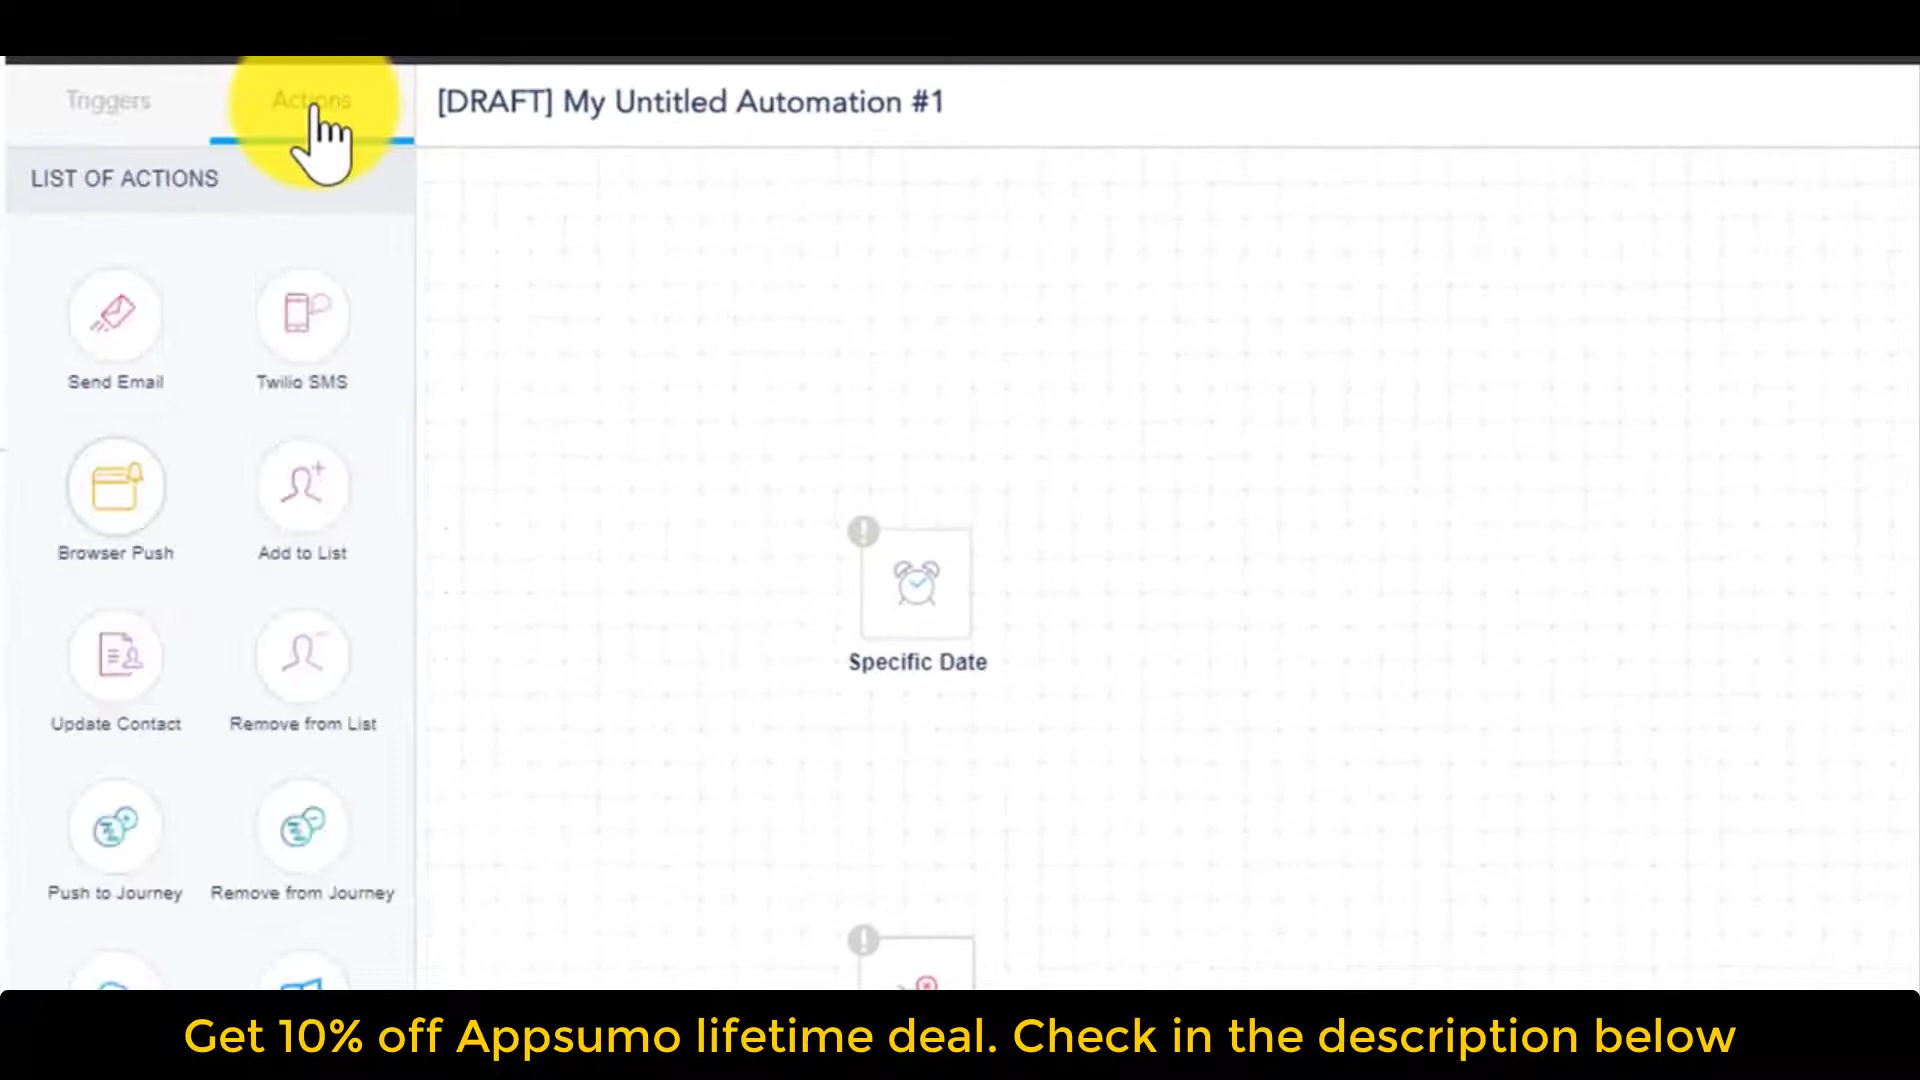 Triggers
Actions
[DRAFT] My Untitled Automation #1
LIST OF ACTIONS
Send Email
Twilio SMS
Browser Push
Add to List
Specific Date
Update Contact
Remove from List
Push to Journey
Remove from Journey
Get 10% off Appsumo lifetime deal. Check in the description below